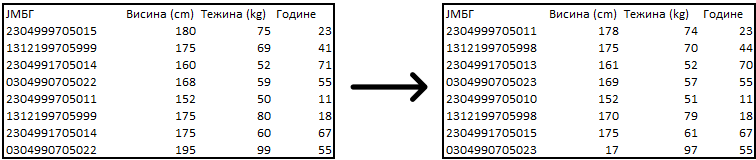 ЈМБГ Висина (cm) Тежина (kg) Године
2304999705015 180 75 23
1312199705999 175 69 41
2304991705014 160 52 71
0304990705022 168 59 55
2304999705011 152 50 11
1312199705999 175 80 18
2304991705014 175 60 67
0304990705022 195 99 55
ЈМБГ Висина (cm) Тежина (kg) Године
2304999705011 178 74 23
1312199705998 175 70 44
2304991705013 161 52 70
0304990705023 169 57 55
2304999705010 152 51 11
1312199705998 170 79 18
2304991705015 175 61 67
0304990705023 17 97 55